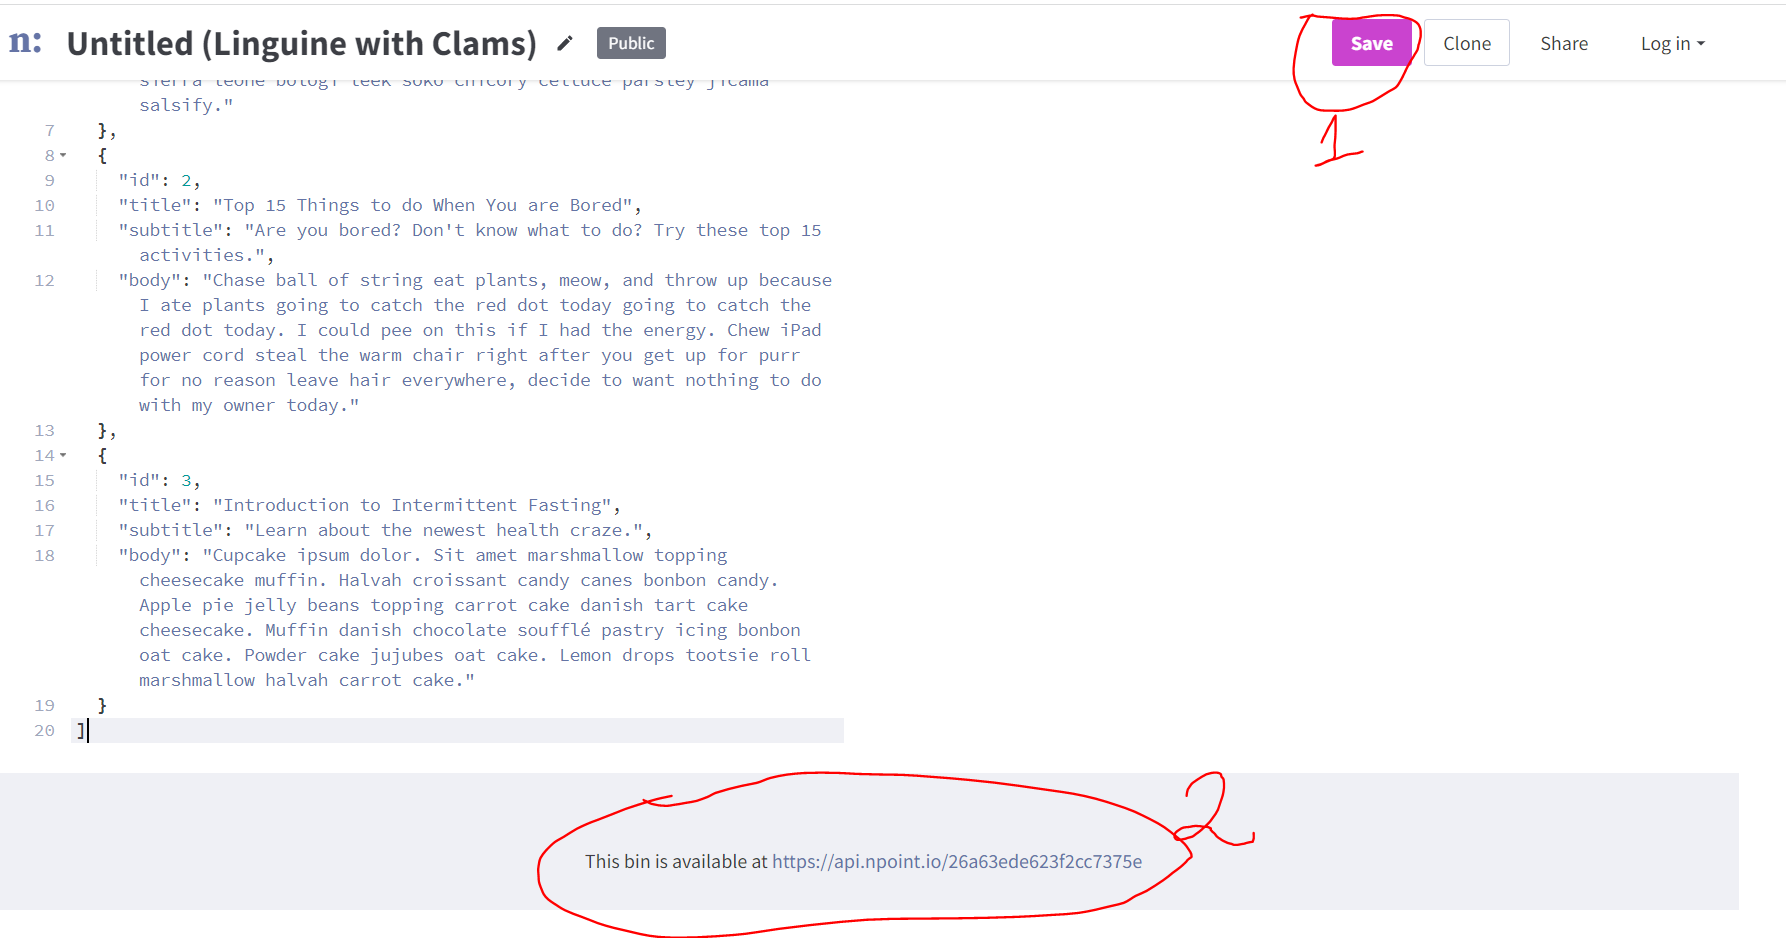 n: Untitled (Linguine with Clams) Public Save Clone Share Log in
1
sierra leone bologi leek soko chicory celtuce parsley jicama
salsify."
7 },
8 {
9 "id": 2,
10 "title": "Top 15 Things to do When You are Bored",
11 "subtitle": "Are you bored? Don't know what to do? Try these top 15
activities.",
12 "body": "Chase ball of string eat plants, meow, and throw up because
I ate plants going to catch the red dot today going to catch the
red dot today. I could pee on this if I had the energy. Chew iPad
power cord steal the warm chair right after you get up for purr
for no reason leave hair everywhere, decide to want nothing to do
with my owner today."
13 },
14 {
15 "id": 3,
16 "title": "Introduction to Intermittent Fasting",
17 "subtitle": "Learn about the newest health craze.",
18 "body": "Cupcake ipsum dolor. Sit amet marshmallow topping
cheesecake muffin. Halvah croissant candy canes bonbon candy.
Apple pie jelly beans topping carrot cake danish tart cake
cheesecake. Muffin danish chocolate soufflé pastry icing bonbon
oat cake. Powder cake jujubes oat cake. Lemon drops tootsie roll
marshmallow halvah carrot cake."
19 }
20 ]
2
This bin is available at https://api.npoint.io/26a63ede623f2cc7375e